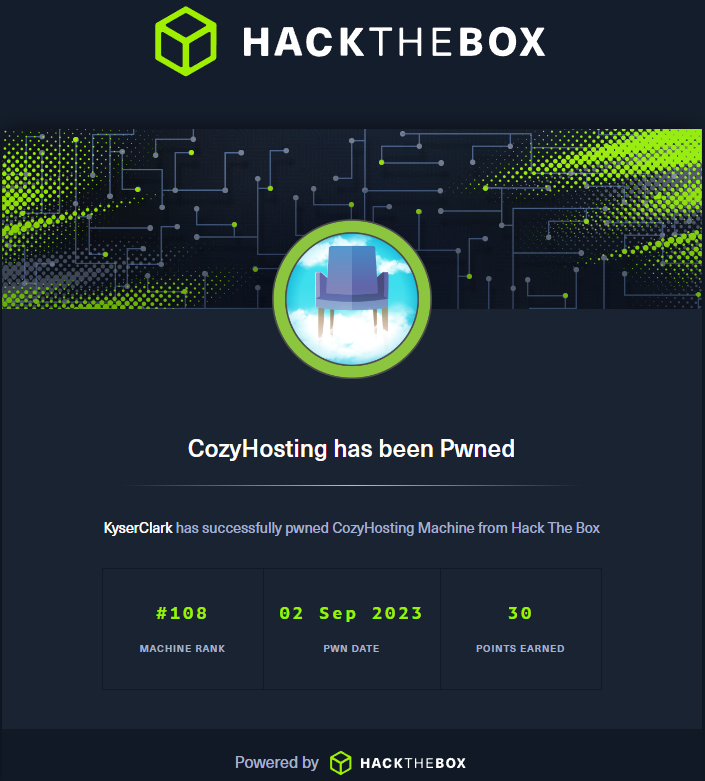 HACKTHEBOX
CozyHosting has been Pwned
KyserClark has successfully pwned CozyHosting Machine from Hack The Box
#108
MACHINE RANK
02 Sep 2023
PWN DATE
30
POINTS EARNED
Powered by HACKTHEBOX